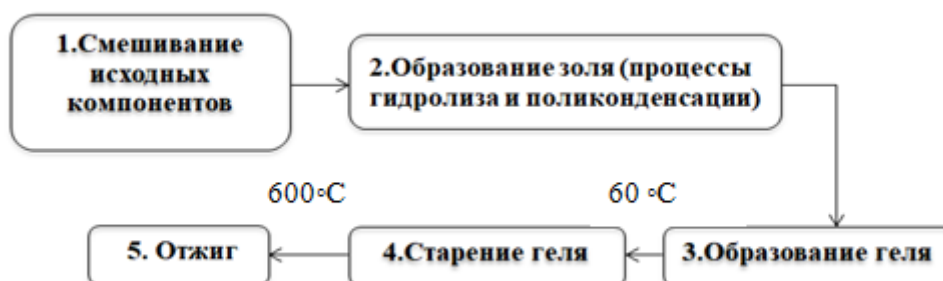 1.Смешивание
исходных
компонентов
2.Образование золя (процессы
гидролиза и поликонденсации)
600◦C
60 ◦C
5. Отжиг
4.Старение геля
3.Образование геля